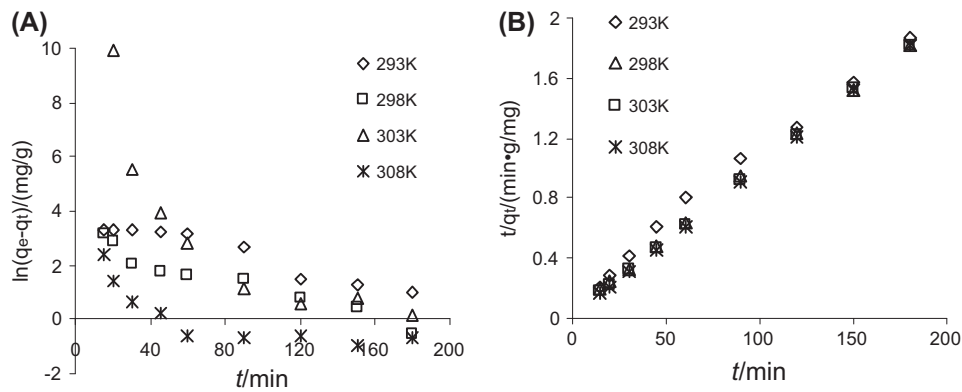 (A)
ln(qe-qt)/(mg/g)
10
8
6
4
2
0
-2
0
40
80
120
160
200
t/min
293K
298K
303K
308K
(B)
t/qt/(min•g/mg)
2
1.6
1.2
0.8
0.4
0
0
50
100
150
200
t/min
293K
298K
303K
308K